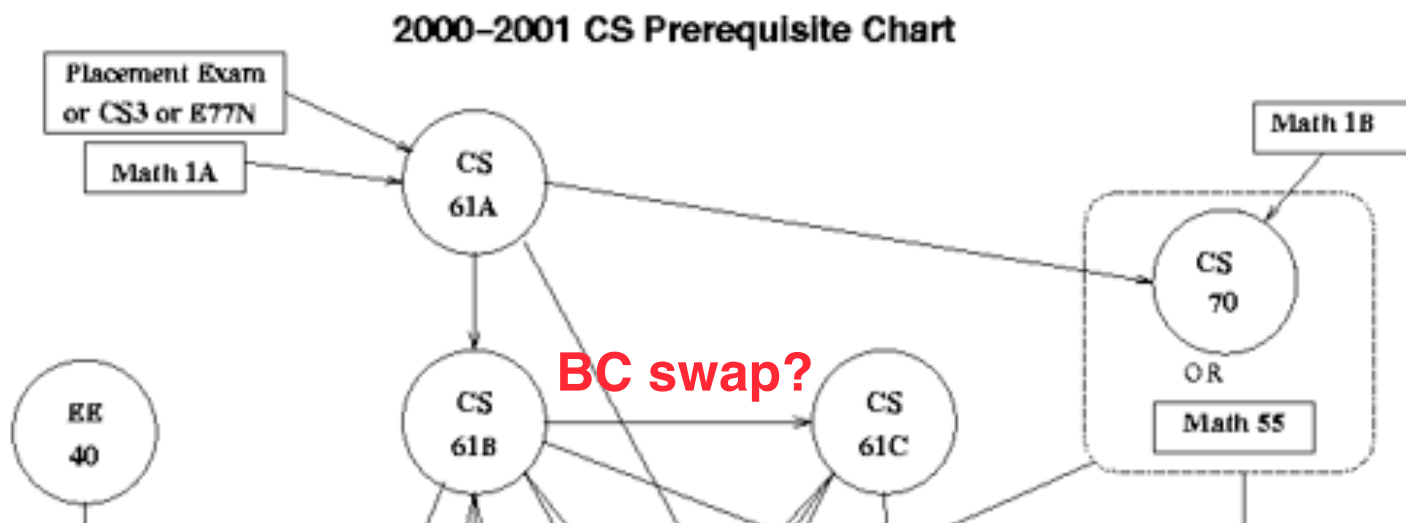 2000–2001 CS Prerequisite Chart
Placement Exam
or CS3 or E77N
Math 1A
CS
61A
Math 1B
CS
70
OR
Math 55
BC swap?
EE
40
CS
61B
CS
61C